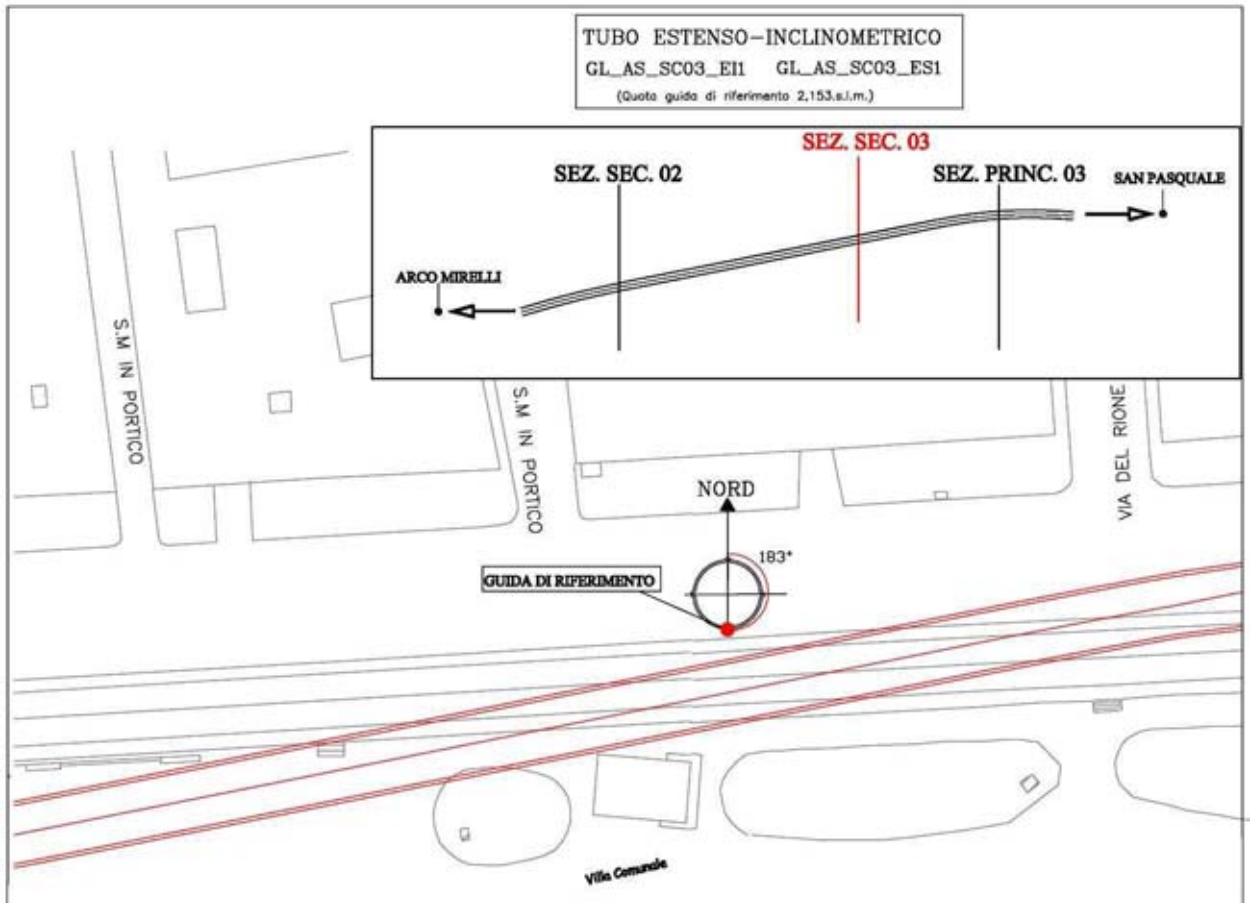 TUBO ESTENSO-INCLINOMETRICO
GL_AS_SC03_EI1 GL_AS_SC03_ES1
(Quota guida di riferimento 2,153.s.l.m.)
SEZ. SEC. 03
SEZ. SEC. 02
SEZ. PRINC. 03
SAN PASQUALE
ARCO MIRELLI
S.M IN PORTICO
S.M IN PORTICO
VIA DEL RIONE
NORD
183°
GUIDA DI RIFERIMENTO
Villa Comunale